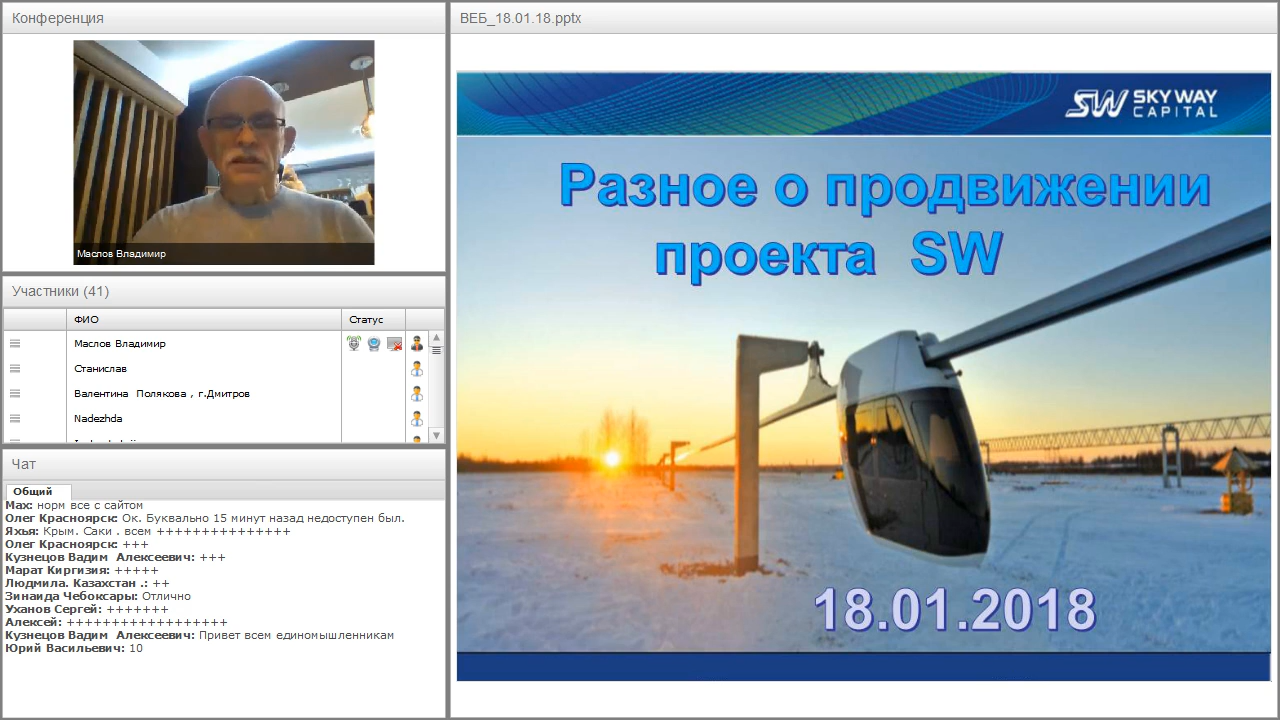 Конференция
Маслов Владимир
Участники (41)
ФИО
Статус
Маслов Владимир
Станислав
Валентина Полякова , г.Дмитров
Nadezhda
Чат
Общий
Max: норм все с сайтом
Олег Красноярск: Ок. Буквально 15 минут назад недоступен был.
Яхья: Крым. Саки . всем +++++++++++++++
Олег Красноярск: +++
Кузнецов Вадим Алексеевич: +++
Марат Киргизия: +++++
Людмила. Казахстан .: ++
Зинаида Чебоксары: Отлично
Уханов Сергей: +++++++
Алексей: ++++++++++++++++++
Кузнецов Вадим Алексеевич: Привет всем единомышленникам
Юрий Васильевич: 10
ВЕБ_18.01.18.pptx
SW SKY WAY
CAPITAL
Разное о продвижении
проекта SW
18.01.2018